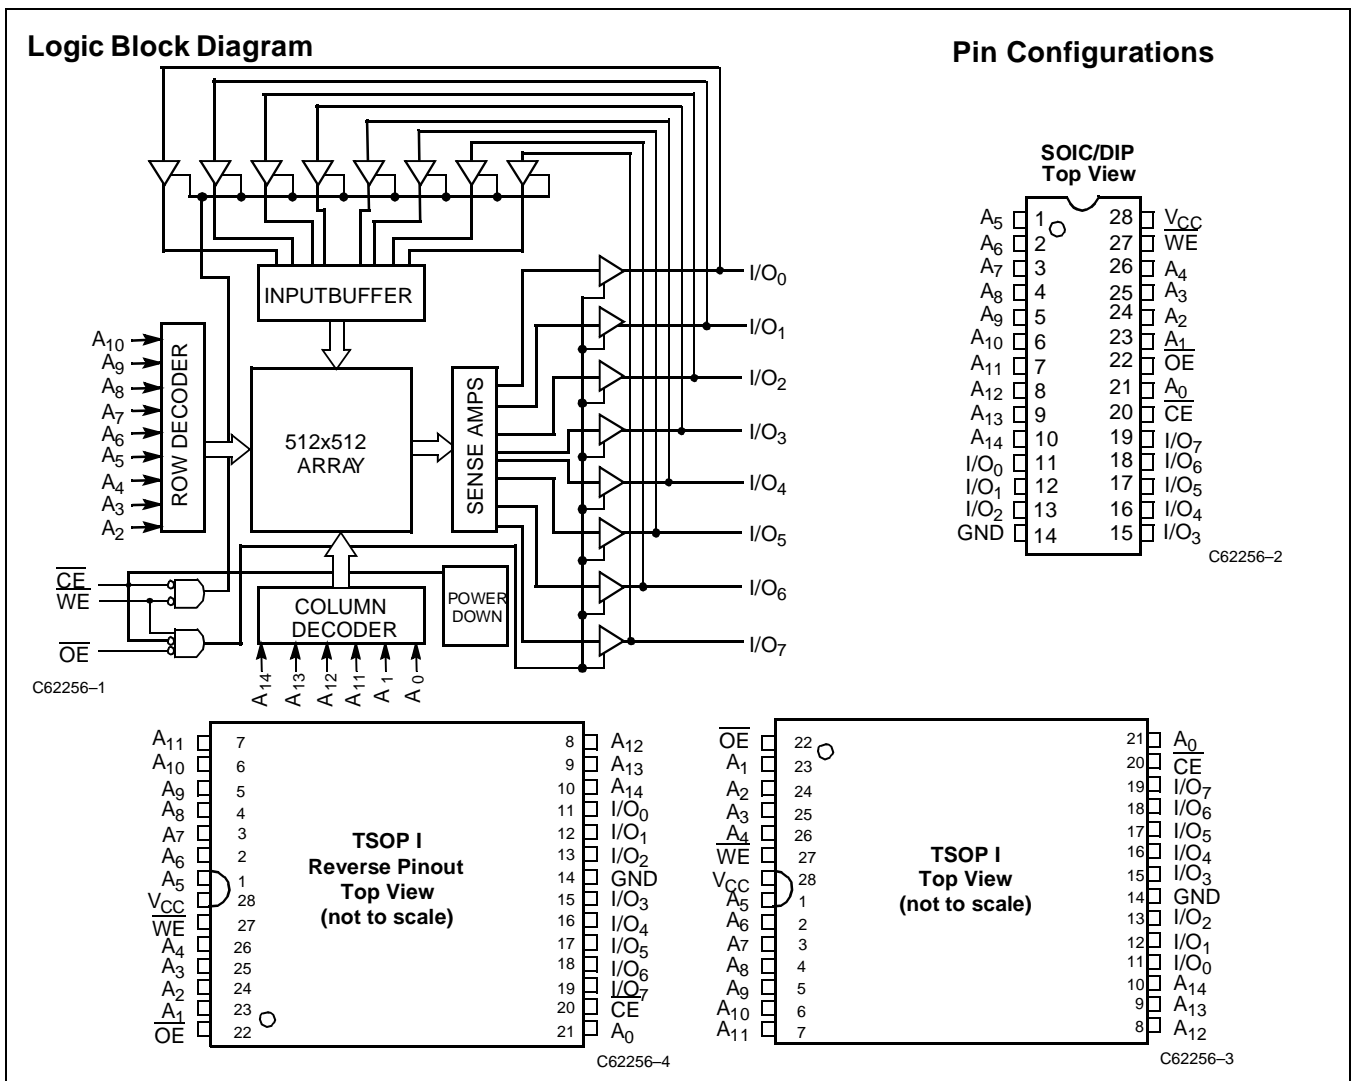 Logic Block Diagram
Pin Configurations
INPUTBUFFER
A10
A9
A8
A7
A6
A5
A4
A3
A2
ROW DECODER
512x512
ARRAY
SENSE AMPS
I/O0
I/O1
I/O2
I/O3
I/O4
I/O5
I/O6
I/O7
CE
WE
OE
COLUMN
DECODER
POWER
DOWN
A14
A13
A12
A11
A1
A0
C62256–1
SOIC/DIP
Top View
A5 1 28 VCC
A6 2 27 WE
A7 3 26 A4
A8 4 25 A3
A9 5 24 A2
A10 6 23 A1
A11 7 22 OE
A12 8 21 A0
A13 9 20 CE
A14 10 19 I/O7
I/O0 11 18 I/O6
I/O1 12 17 I/O5
I/O2 13 16 I/O4
GND 14 15 I/O3
C62256–2
A11 7 8 A12
A10 6 9 A13
A9 5 10 A14
A8 4 11 I/O0
A7 3 12 I/O1
A6 2 13 I/O2
A5 1 14 GND
VCC 28 15 I/O3
WE 27 16 I/O4
A4 26 17 I/O5
A3 25 18 I/O6
A2 24 19 I/O7
A1 23 20 CE
OE 22 21 A0
TSOP I
Reverse Pinout
Top View
(not to scale)
C62256–4
OE 22 21 A0
A1 23 20 CE
A2 24 19 I/O7
A3 25 18 I/O6
A4 26 17 I/O5
WE 27 16 I/O4
VCC 28 15 I/O3
A5 1 14 GND
A6 2 13 I/O2
A7 3 12 I/O1
A8 4 11 I/O0
A9 5 10 A14
A10 6 9 A13
A11 7 8 A12
TSOP I
Top View
(not to scale)
C62256–3